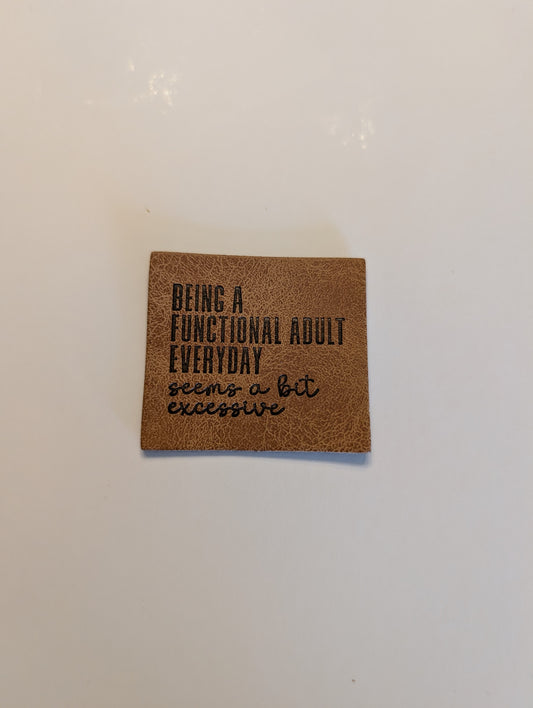 BEING A
FUNCTIONAL ADULT
EVERYDAY
seems a bit
excessive